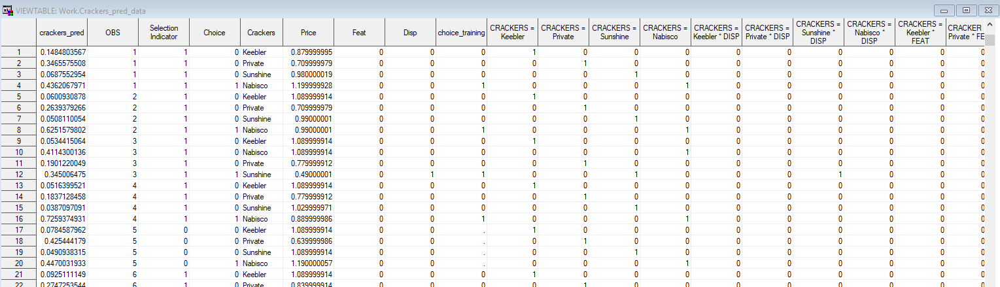 VIEWTABLE: Work.Crackers_pred_data
crackers_pred OBS Selection Indicator Choice Crackers Price Feat Disp choice_training CRACKERS = Keebler CRACKERS = Private CRACKERS = Sunshine CRACKERS = Nabisco CRACKERS = Keebler * DISP CRACKERS = Private * DISP CRACKERS = Sunshine * DISP CRACKERS = Nabisco * DISP CRACKERS = Keebler * FEAT CRACKER Private * FE
1 0.1484803567 1 1 0 Keebler 0.879999995 0 0 0 1 0 0 0 0 0 0 0 0 0
2 0.3465575508 1 1 0 Private 0.709999979 0 0 0 0 1 0 0 0 0 0 0 0 0
3 0.0687552954 1 1 0 Sunshine 0.980000019 0 0 0 0 0 1 0 0 0 0 0 0 0
4 0.4362067971 1 1 1 Nabisco 1.199999928 0 0 1 0 0 0 1 0 0 0 0 0 0
5 0.0600930878 2 1 0 Keebler 1.089999914 0 0 0 1 0 0 0 0 0 0 0 0 0
6 0.2639379266 2 1 0 Private 0.709999979 0 0 0 0 1 0 0 0 0 0 0 0 0
7 0.0508110054 2 1 0 Sunshine 0.99000001 0 0 0 0 0 1 0 0 0 0 0 0 0
8 0.6251579802 2 1 1 Nabisco 0.99000001 0 0 1 0 0 0 1 0 0 0 0 0 0
9 0.0534415064 3 1 0 Keebler 1.089999914 0 0 0 1 0 0 0 0 0 0 0 0 0
10 0.4114300136 3 1 0 Nabisco 1.089999914 0 0 0 0 0 0 1 0 0 0 0 0 0
11 0.1901220049 3 1 0 Private 0.779999912 0 0 0 0 1 0 0 0 0 0 0 0 0
12 0.345006475 3 1 1 Sunshine 0.49000001 0 1 1 0 0 1 0 0 0 1 0 0 0
13 0.0516399521 4 1 0 Keebler 1.089999914 0 0 0 1 0 0 0 0 0 0 0 0 0
14 0.1837128458 4 1 0 Private 0.779999912 0 0 0 0 1 0 0 0 0 0 0 0 0
15 0.0387097091 4 1 0 Sunshine 1.029999971 0 0 0 0 0 1 0 0 0 0 0 0 0
16 0.7259374931 4 1 1 Nabisco 0.889999986 0 0 1 0 0 0 1 0 0 0 0 0 0
17 0.0784587962 5 0 0 Keebler 1.089999914 0 0 . 1 0 0 0 0 0 0 0 0 0
18 0.425444179 5 0 0 Private 0.639999986 0 0 . 0 1 0 0 0 0 0 0 0 0
19 0.0490938315 5 0 0 Sunshine 1.089999914 0 0 . 0 0 1 0 0 0 0 0 0 0
20 0.4470031933 5 0 1 Nabisco 1.190000057 0 0 . 0 0 0 1 0 0 0 0 0 0
21 0.0925111149 6 1 0 Keebler 1.089999914 0 0 0 1 0 0 0 0 0 0 0 0 0
22 0.2747253544 6 1 0 Private 0.839999914 0 0 0 0 1 0 0 0 0 0 0 0 0